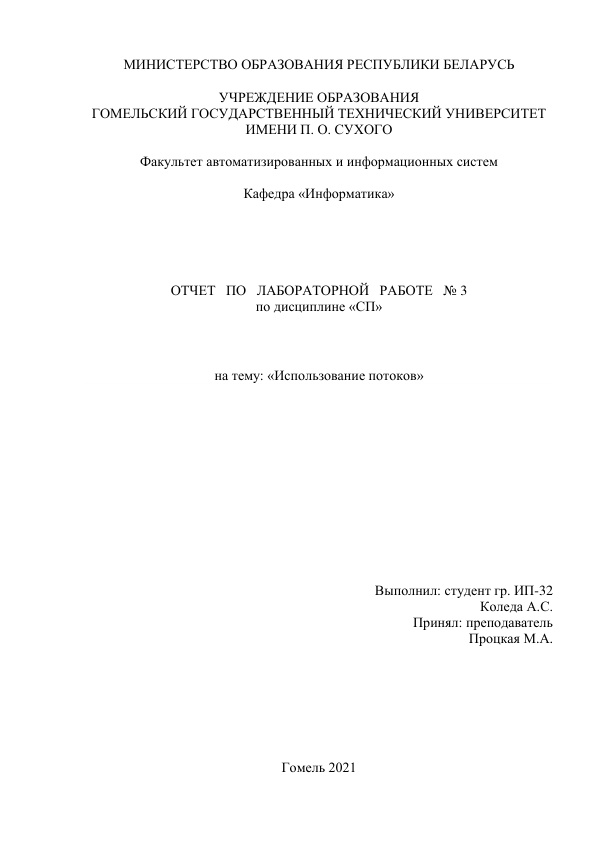 МИНИСТЕРСТВО ОБРАЗОВАНИЯ РЕСПУБЛИКИ БЕЛАРУСЬ
УЧРЕЖДЕНИЕ ОБРАЗОВАНИЯ
ГОМЕЛЬСКИЙ ГОСУДАРСТВЕННЫЙ ТЕХНИЧЕСКИЙ УНИВЕРСИТЕТ
ИМЕНИ П. О. СУХОГО
Факультет автоматизированных и информационных систем
Кафедра «Информатика»
ОТЧЕТ ПО ЛАБОРАТОРНОЙ РАБОТЕ № 3
по дисциплине «СП»
на тему: «Использование потоков»
Выполнил: студент гр. ИП-32
Коледа А.С.
Принял: преподаватель
Процкая М.А.
Гомель 2021